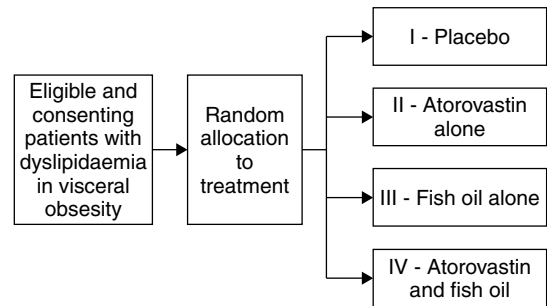 Eligible and
consenting
patients with
dyslipidaemia
in visceral
obsesity
Random
allocation
to
treatment
I - Placebo
II - Atorovastin
alone
III - Fish oil alone
IV - Atorovastin
and fish oil